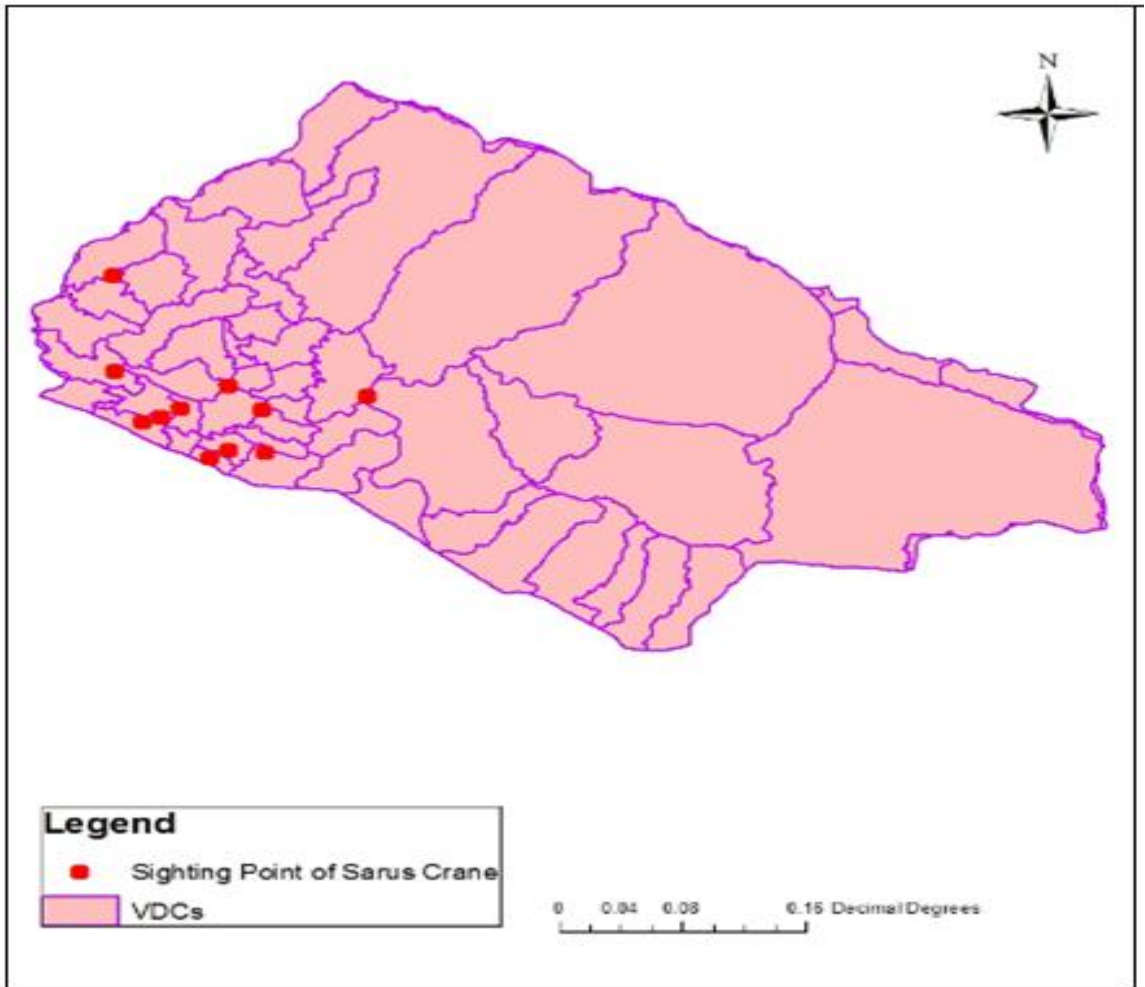 N
Legend
Sighting Point of Sarus Crane
VDCs
0 0.04 0.08 0.16 Decimal Degrees